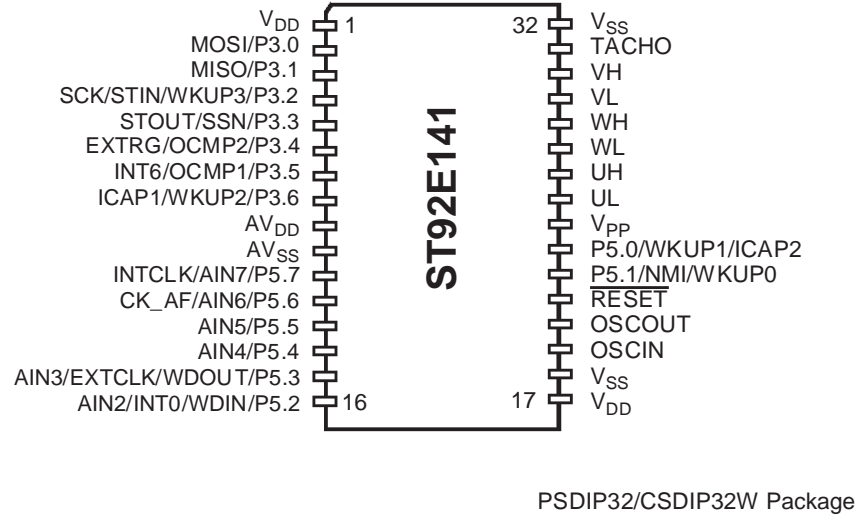 V_DD 1 32 V_SS
MOSI/P3.0 TACHO
MISO/P3.1 VH
SCK/STIN/WKUP3/P3.2 VL
STOUT/SSN/P3.3 WH
EXTRG/OCMP2/P3.4 WL
INT6/OCMP1/P3.5 UH
ICAP1/WKUP2/P3.6 UL
AV_DD V_PP
AV_SS P5.0/WKUP1/ICAP2
INTCLK/AIN7/P5.7 P5.1/NMI/WKUP0
CK_AF/AIN6/P5.6 RESET
AIN5/P5.5 OSCOUT
AIN4/P5.4 OSCIN
AIN3/EXTCLK/WDOUT/P5.3 V_SS
AIN2/INT0/WDIN/P5.2 16 17 V_DD
ST92E141
PSDIP32/CSDIP32W Package